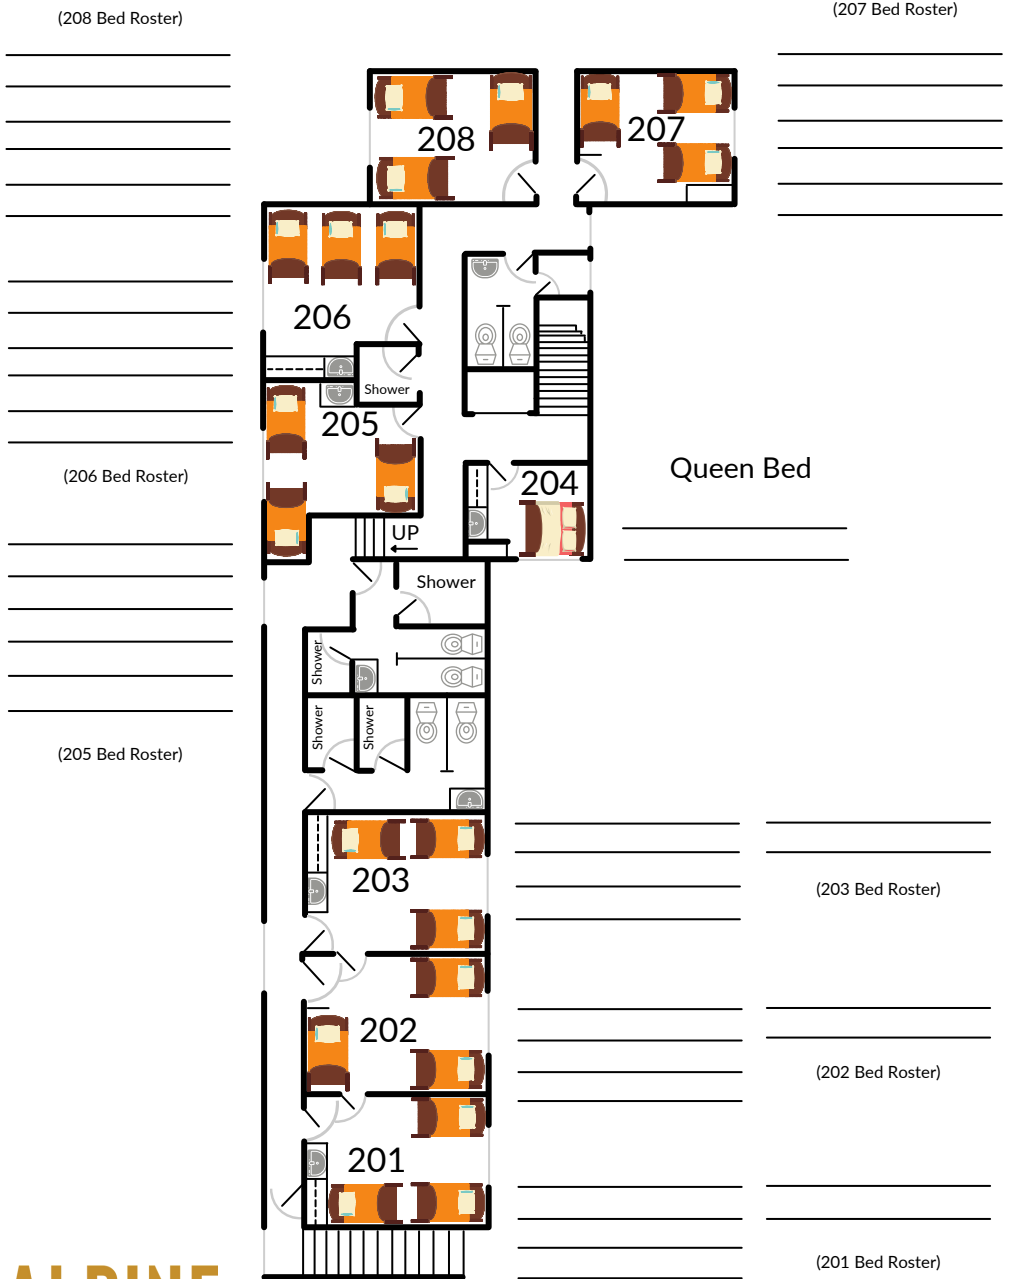 (208 Bed Roster)
(207 Bed Roster)
208
207
206
Shower
205
204
Queen Bed
(206 Bed Roster)
UP
Shower
Shower
Shower
Shower
(205 Bed Roster)
203
(203 Bed Roster)
202
(202 Bed Roster)
201
(201 Bed Roster)
ALPINE